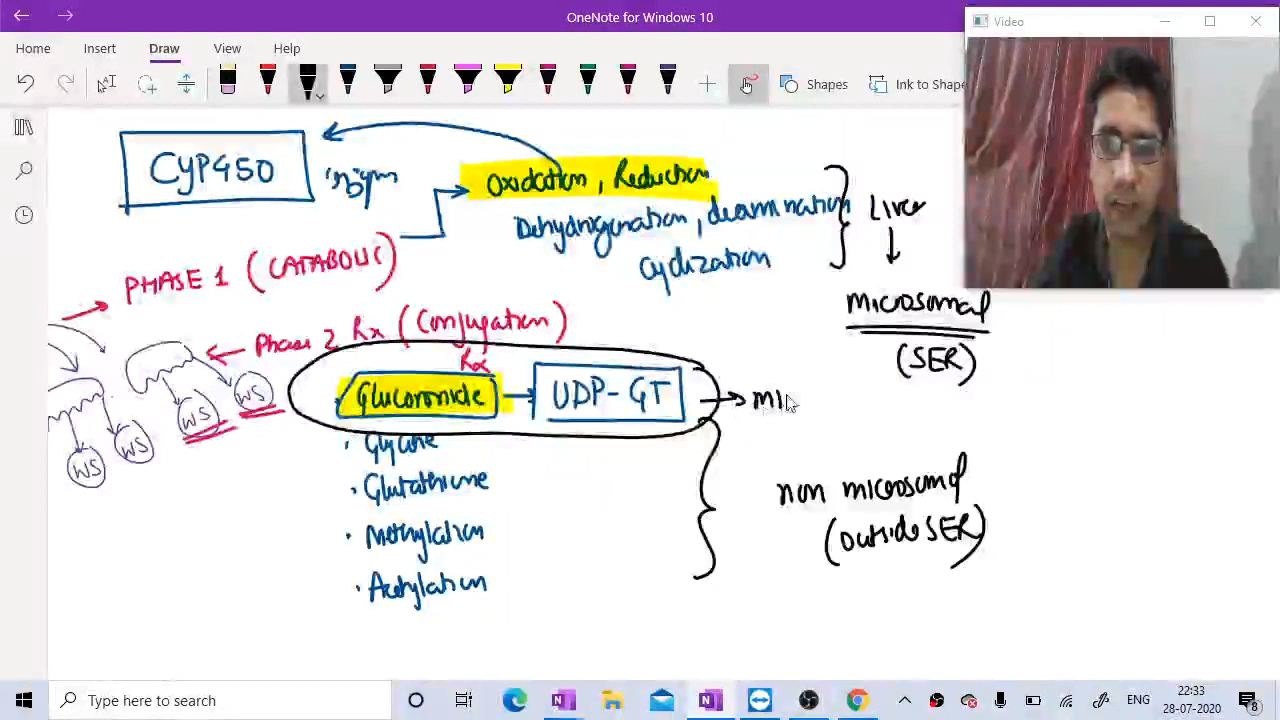 OneNote for Windows 10
Video
Home Insert Draw View Help
Shapes
Ink to Shape
CYP450
Oxidation, Reduction
Dehydrogenation, deamination
cyclization
Liver
PHASE 1 (CATABOLIC)
microsomal
(SER)
Phase 2 Rx (Conjugation)
Rx
Glucoronide
UDP-GT
mi
WS
WS
WS
WS
. Glycine
. Glutathione
. Methylation
. Acetylation
non microsomal
(outside SER)
Type here to search
ENG
22:33
28-07-2020
8